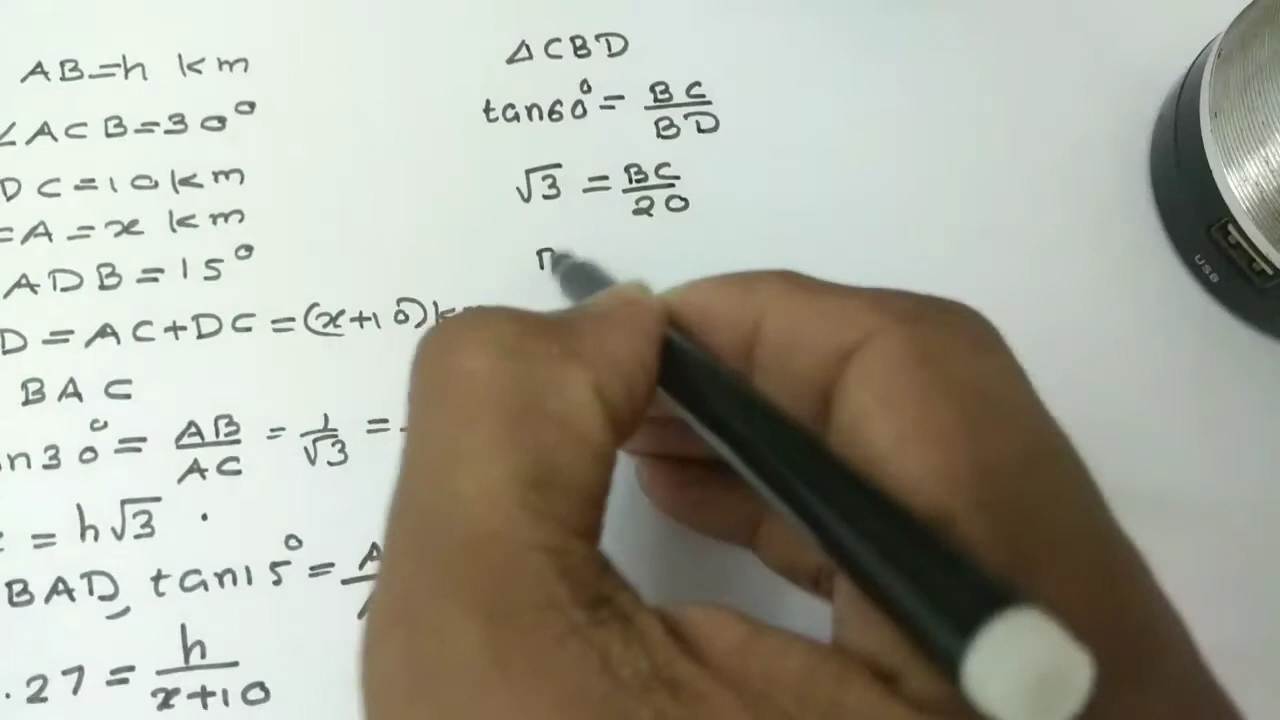 AB=h km
∠ACB=30°
DC=10km
=A=x km
ADB=15°
D=AC+DC=(x+10)k
BAC
n30°=AB/AC=1/√3=
=h√3.
BAD, tan15°=
.27=h/x+10
△CBD
tan60°=BC/BD
√3=BC/20
USB